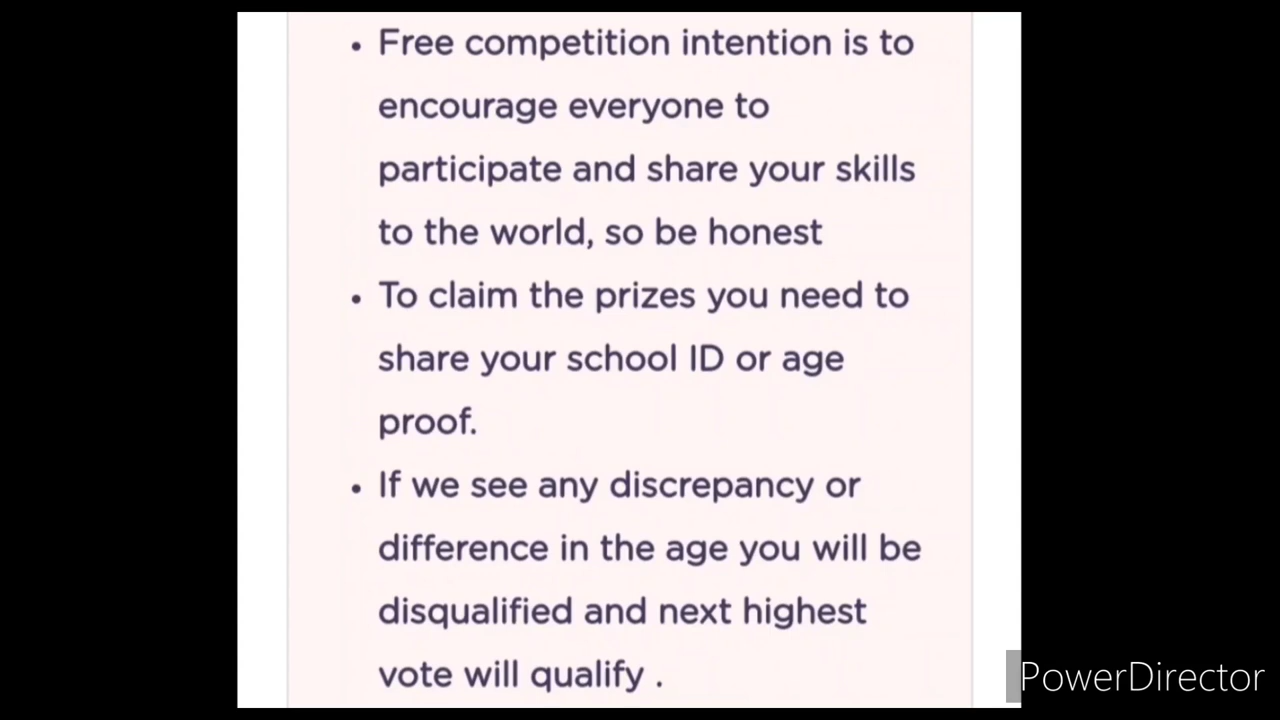 • Free competition intention is to
encourage everyone to
participate and share your skills
to the world, so be honest
• To claim the prizes you need to
share your school ID or age
proof.
• If we see any discrepancy or
difference in the age you will be
disqualified and next highest
vote will qualify .
PowerDirector